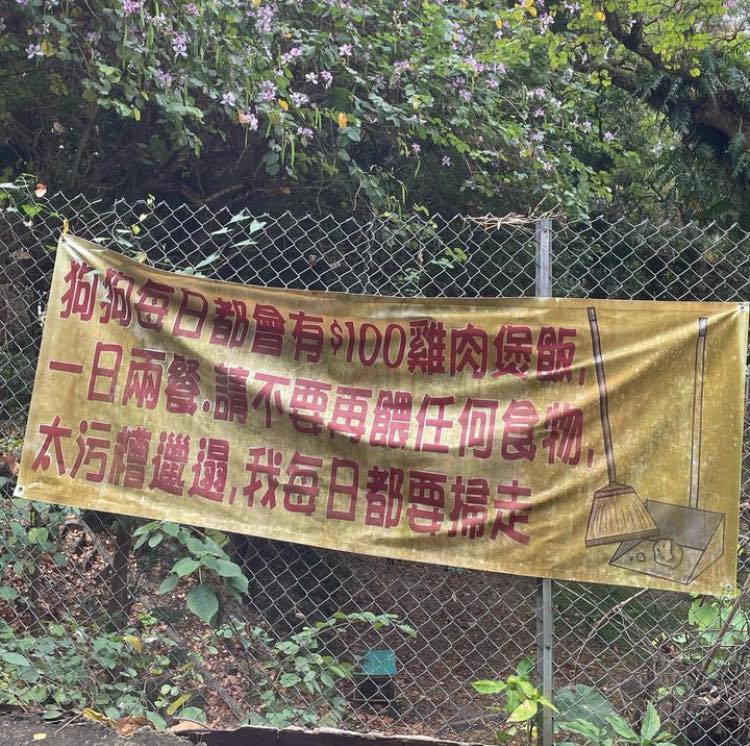 狗狗每日都會有$100雞肉煲飯,
一日兩餐.請不要再餵任何食物,
太污糟邋遢,我每日都要掃走